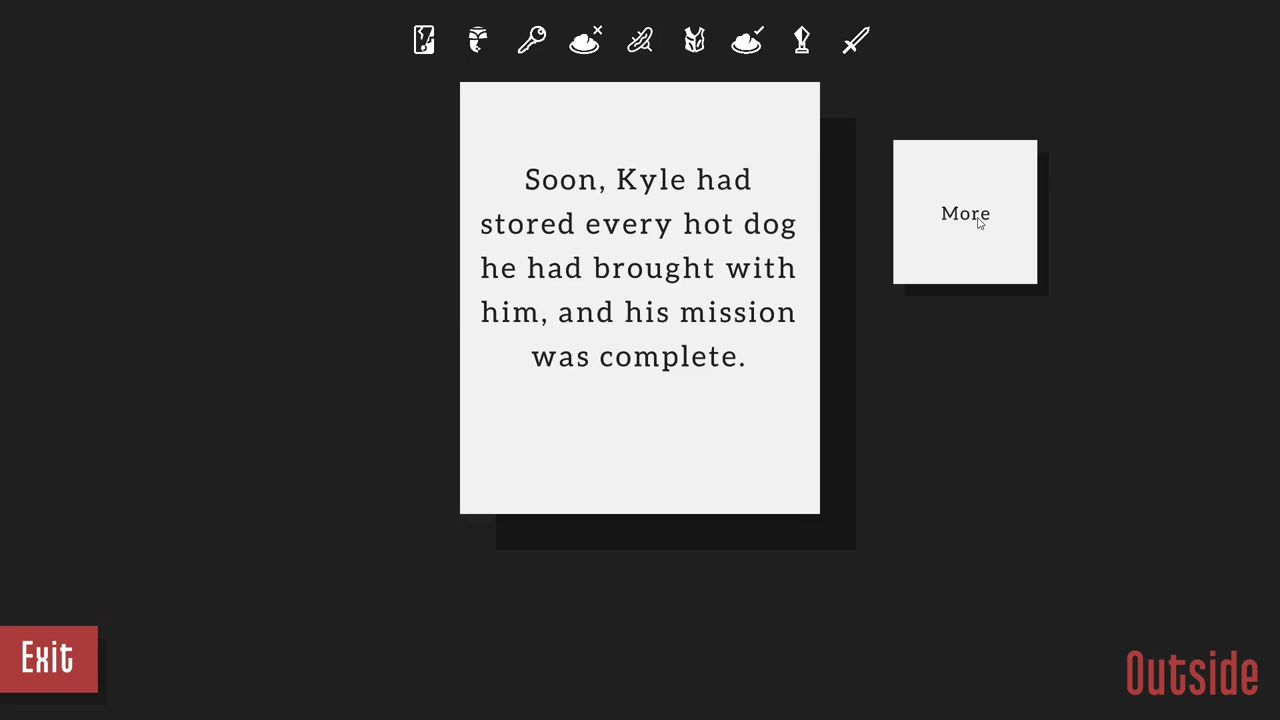 Soon, Kyle had
stored every hot dog
he had brought with
him, and his mission
was complete.
More
Exit
Outside